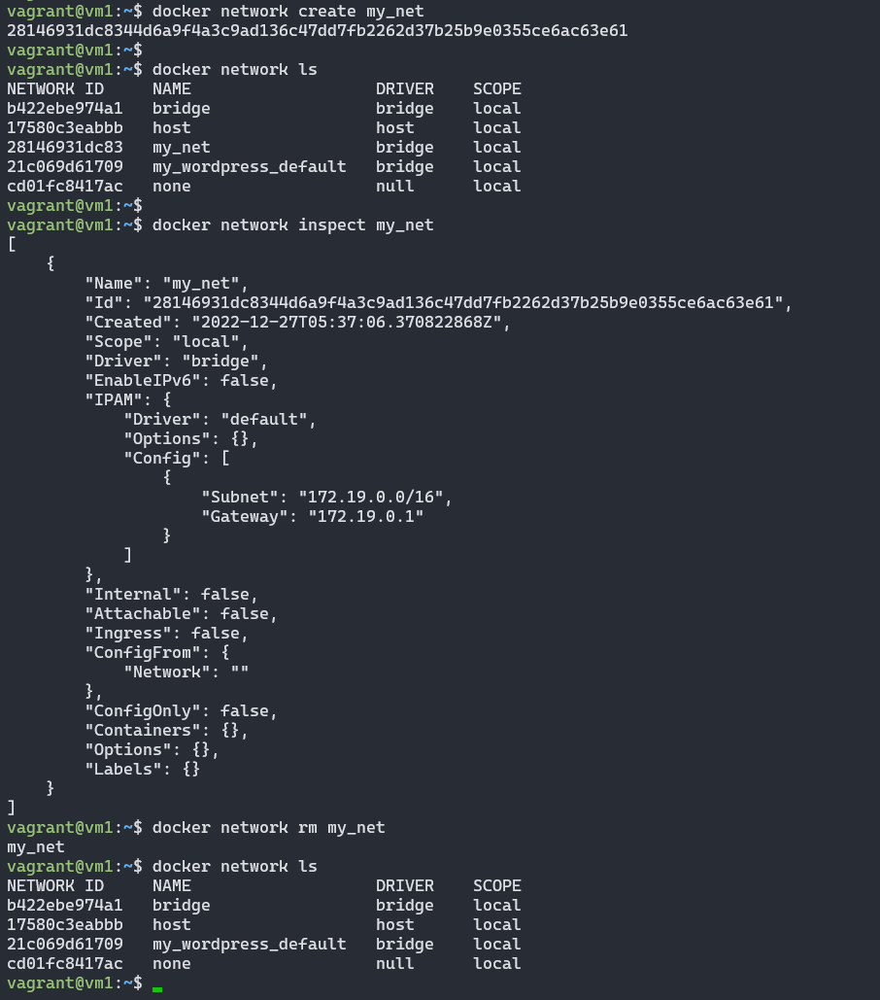 vagrant@vm1:~$ docker network create my_net
28146931dc8344d6a9f4a3c9ad136c47dd7fb2262d37b25b9e0355ce6ac63e61
vagrant@vm1:~$
vagrant@vm1:~$ docker network ls
NETWORK ID     NAME                   DRIVER    SCOPE
b422ebe974a1   bridge                 bridge    local
17580c3eabbb   host                   host      local
28146931dc83   my_net                 bridge    local
21c069d61709   my_wordpress_default   bridge    local
cd01fc8417ac   none                   null      local
vagrant@vm1:~$
vagrant@vm1:~$ docker network inspect my_net
[
    {
        "Name": "my_net",
        "Id": "28146931dc8344d6a9f4a3c9ad136c47dd7fb2262d37b25b9e0355ce6ac63e61",
        "Created": "2022-12-27T05:37:06.370822868Z",
        "Scope": "local",
        "Driver": "bridge",
        "EnableIPv6": false,
        "IPAM": {
            "Driver": "default",
            "Options": {},
            "Config": [
                {
                    "Subnet": "172.19.0.0/16",
                    "Gateway": "172.19.0.1"
                }
            ]
        },
        "Internal": false,
        "Attachable": false,
        "Ingress": false,
        "ConfigFrom": {
            "Network": ""
        },
        "ConfigOnly": false,
        "Containers": {},
        "Options": {},
        "Labels": {}
    }
]
vagrant@vm1:~$ docker network rm my_net
my_net
vagrant@vm1:~$ docker network ls
NETWORK ID     NAME                   DRIVER    SCOPE
b422ebe974a1   bridge                 bridge    local
17580c3eabbb   host                   host      local
21c069d61709   my_wordpress_default   bridge    local
cd01fc8417ac   none                   null      local
vagrant@vm1:~$